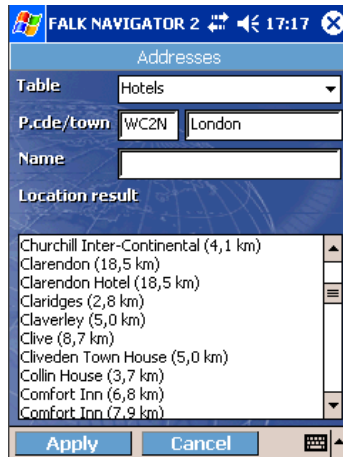 FALK NAVIGATOR 2 17:17
Addresses
Table Hotels
P.cde/town WC2N London
Name
Location result
Churchill Inter-Continental (4,1 km)
Clarendon (18,5 km)
Clarendon Hotel (18,5 km)
Claridges (2,8 km)
Claverley (5,0 km)
Clive (8,7 km)
Cliveden Town House (5,0 km)
Collin House (3,7 km)
Comfort Inn (6,8 km)
Comfort Inn (7,9 km)
Apply Cancel